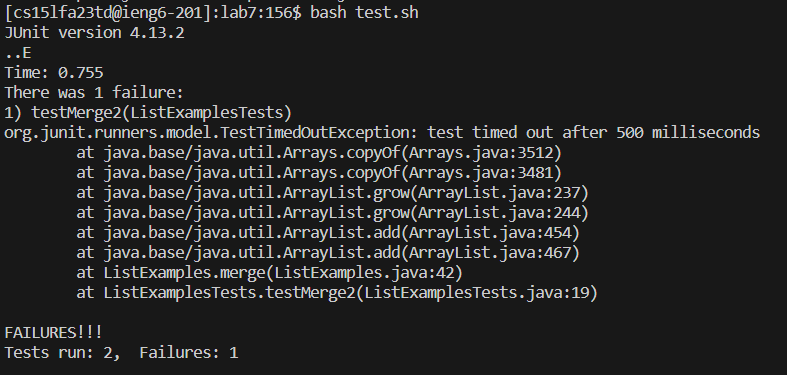 [cs15lfa23td@ieng6-201]:lab7:156$ bash test.sh
JUnit version 4.13.2
..E
Time: 0.755
There was 1 failure:
1) testMerge2(ListExamplesTests)
org.junit.runners.model.TestTimedOutException: test timed out after 500 milliseconds
        at java.base/java.util.Arrays.copyOf(Arrays.java:3512)
        at java.base/java.util.Arrays.copyOf(Arrays.java:3481)
        at java.base/java.util.ArrayList.grow(ArrayList.java:237)
        at java.base/java.util.ArrayList.grow(ArrayList.java:244)
        at java.base/java.util.ArrayList.add(ArrayList.java:454)
        at java.base/java.util.ArrayList.add(ArrayList.java:467)
        at ListExamples.merge(ListExamples.java:42)
        at ListExamplesTests.testMerge2(ListExamplesTests.java:19)

FAILURES!!!
Tests run: 2,  Failures: 1